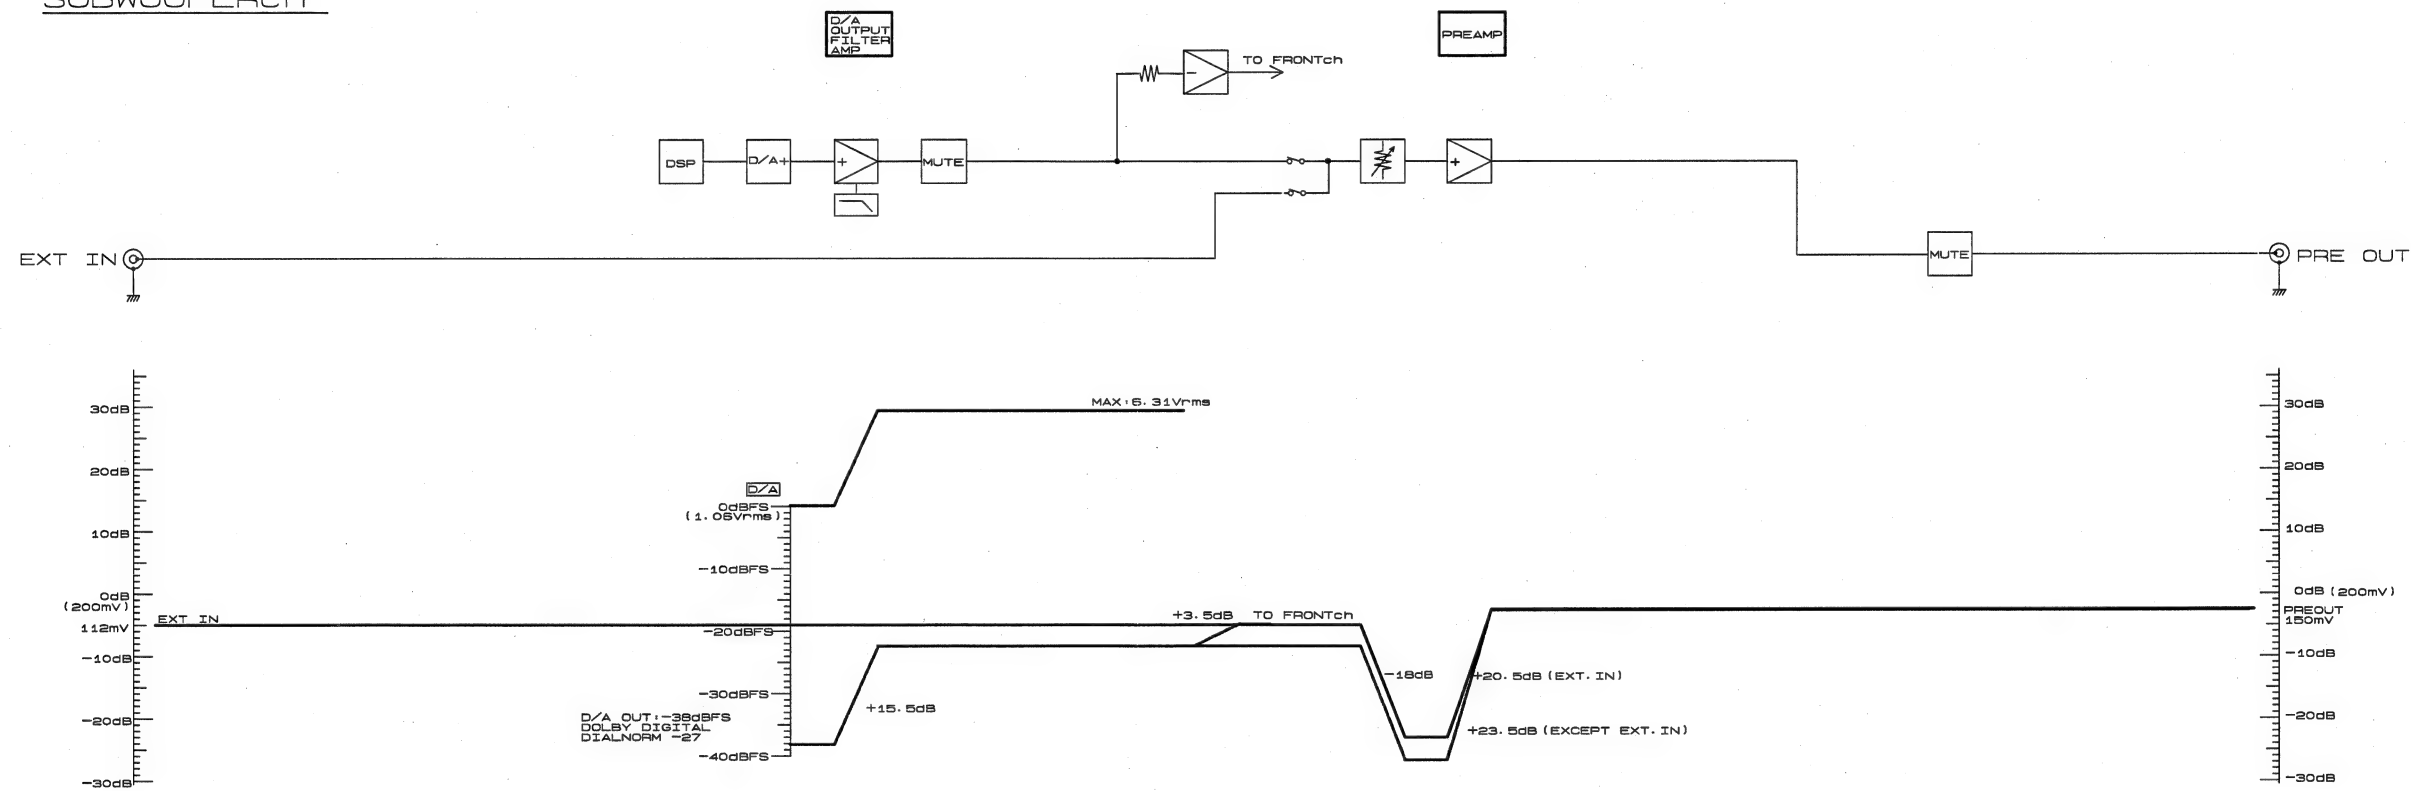 SUBWOOFERch
D/A
OUTPUT
FILTER
AMP
PREAMP
TO FRONTch
DSP
D/A+
+
MUTE
−
+
EXT IN
MUTE
PRE OUT
30dB
20dB
10dB
0dB
(200mV)
112mV
-10dB
-20dB
-30dB
EXT IN
MAX:6.31Vrms
D/A
0dBFS
(1.06Vrms)
-10dBFS
-20dBFS
-30dBFS
-40dBFS
D/A OUT:-38dBFS
DOLBY DIGITAL
DIALNORM -27
+15.5dB
+3.5dB TO FRONTch
-18dB
+20.5dB (EXT.IN)
+23.5dB (EXCEPT EXT.IN)
30dB
20dB
10dB
0dB (200mV)
PREOUT
150mV
-10dB
-20dB
-30dB